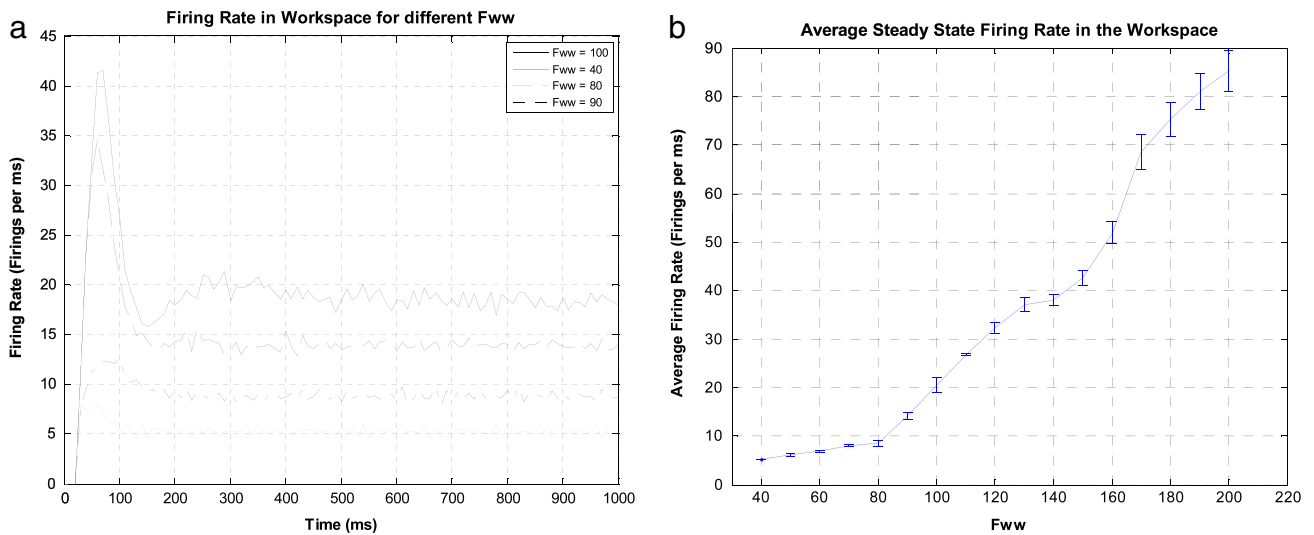 a
Firing Rate in Workspace for different Fww
45
40
35
30
25
20
15
10
5
0
Firing Rate (Firings per ms)
Fww = 100
Fww = 40
Fww = 80
Fww = 90
0 100 200 300 400 500 600 700 800 900 1000
Time (ms)
b
Average Steady State Firing Rate in the Workspace
90
80
70
60
50
40
30
20
10
0
Average Firing Rate (Firings per ms)
40 60 80 100 120 140 160 180 200 220
Fww